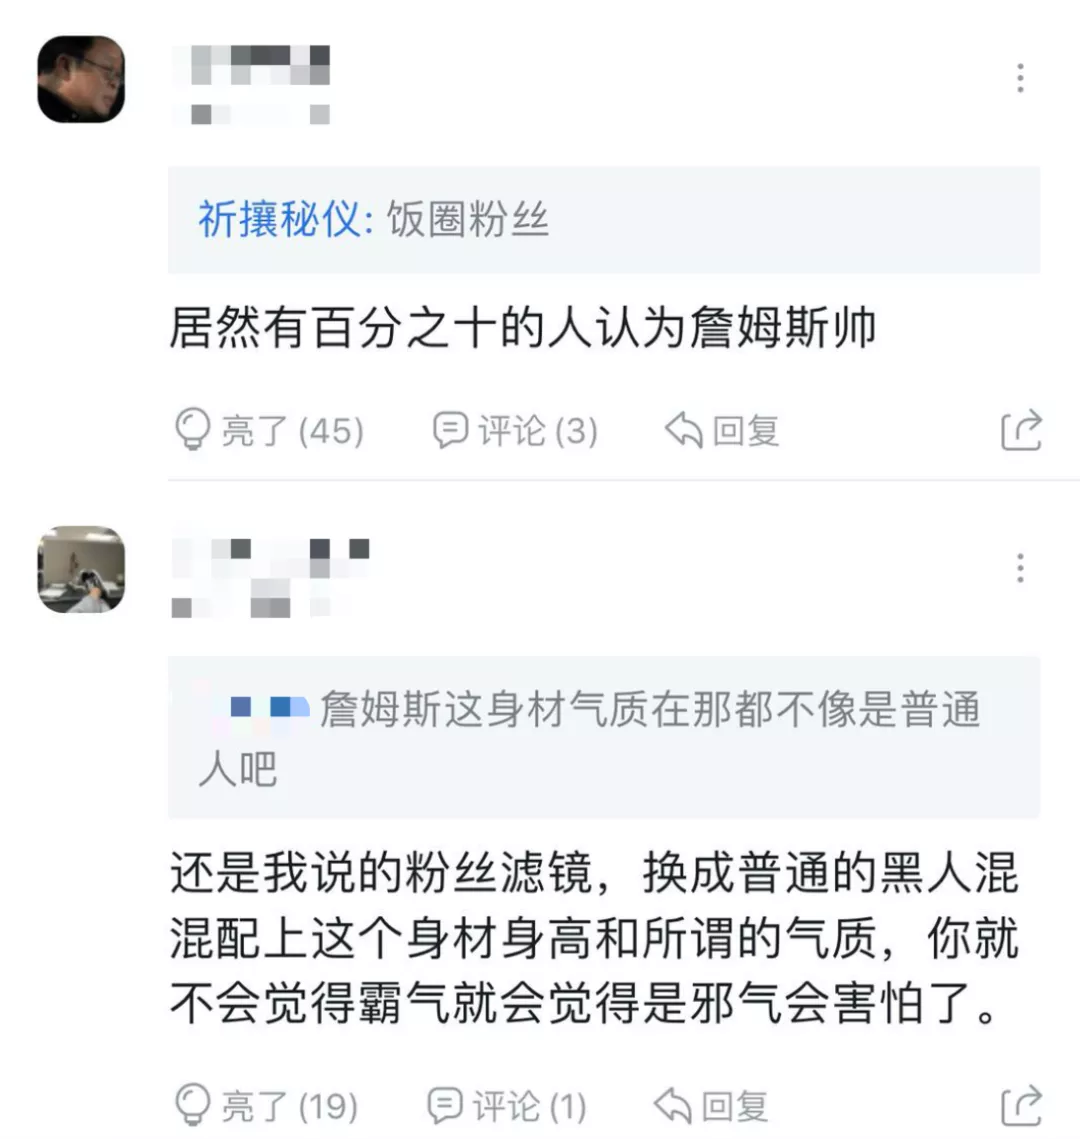 祈攘秘仪: 饭圈粉丝
居然有百分之十的人认为詹姆斯帅
亮了 (45) 评论 (3) 回复
詹姆斯这身材气质在那都不像是普通
人吧
还是我说的粉丝滤镜，换成普通的黑人混
混配上这个身材身高和所谓的气质，你就
不会觉得霸气就会觉得是邪气会害怕了。
亮了 (19) 评论 (1) 回复